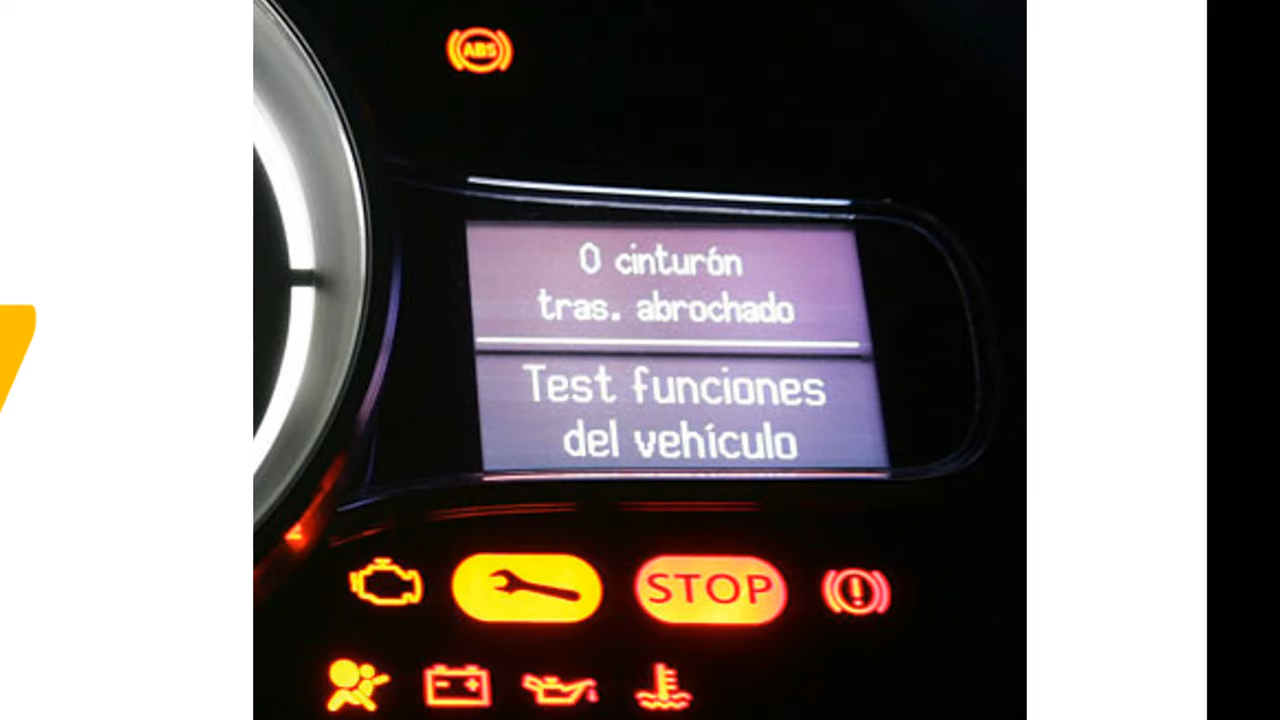 ABS
0 cinturón
tras. abrochado
Test funciones
del vehículo
STOP